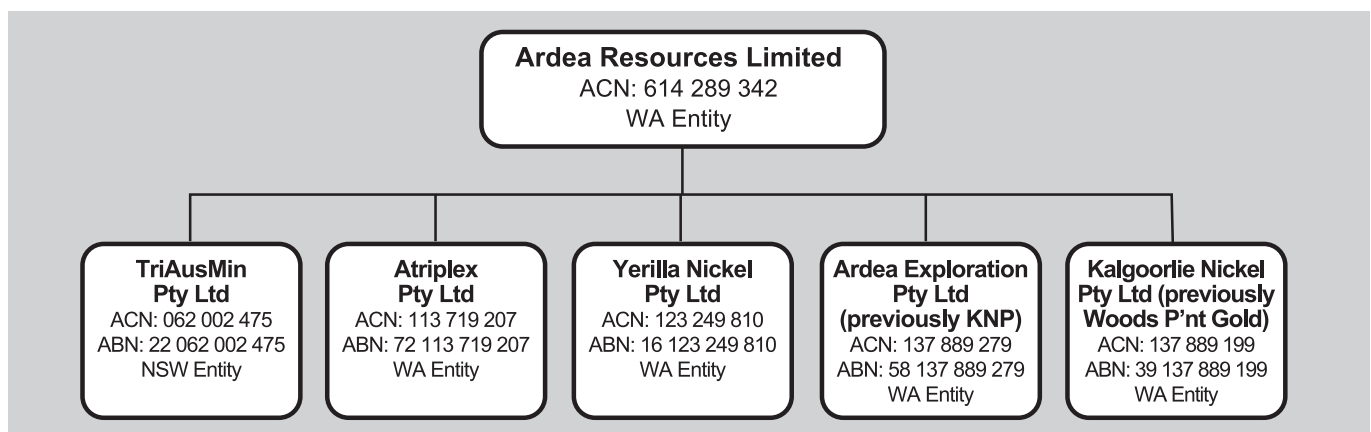 Ardea Resources Limited
ACN: 614 289 342
WA Entity
TriAusMin
Pty Ltd
ACN: 062 002 475
ABN: 22 062 002 475
NSW Entity
Atriplex
Pty Ltd
ACN: 113 719 207
ABN: 72 113 719 207
WA Entity
Yerilla Nickel
Pty Ltd
ACN: 123 249 810
ABN: 16 123 249 810
WA Entity
Ardea Exploration
Pty Ltd
(previously KNP)
ACN: 137 889 279
ABN: 58 137 889 279
WA Entity
Kalgoorlie Nickel
Pty Ltd (previously
Woods P’nt Gold)
ACN: 137 889 199
ABN: 39 137 889 199
WA Entity